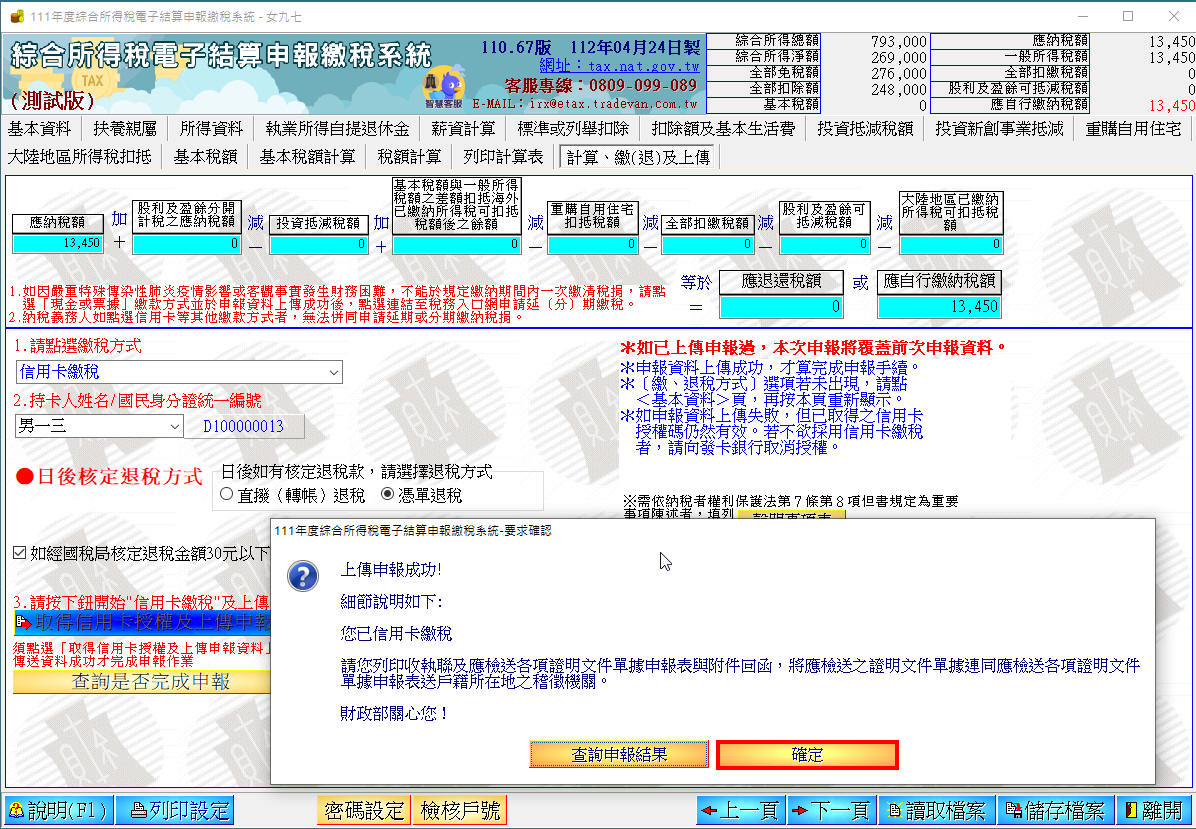 111年度綜合所得稅電子結算申報繳稅系統 - 女九七
綜合所得稅電子結算申報繳稅系統
TAX
(測試版)
110.67版 112年04月24日製
網址：tax.nat.gov.tw
客服專線：0809-099-089
E-MAIL：irx@etax.tradevan.com.tw
智慧客服
綜合所得總額 793,000 應納稅額 13,450
綜合所得淨額 269,000 一般所得稅額 13,450
全部免稅額 276,000 全部扣繳稅額 0
全部扣除額 248,000 股利及盈餘可抵減稅額 0
基本稅額 0 應自行繳納稅額 13,450
基本資料 扶養親屬 所得資料 執業所得自提退休金 薪資計算 標準或列舉扣除 扣除額及基本生活費 投資抵減稅額 投資新創事業抵減 重購自用住宅
大陸地區所得稅扣抵 基本稅額 基本稅額計算 稅額計算 列印計算表 計算、繳(退)及上傳
應納稅額
13,450
加
+
股利及盈餘分開
計稅之應納稅額
0
減
—
投資抵減稅額
0
加
+
基本稅額與一般所得
稅額之差額扣抵海外
已繳納所得稅可扣抵
稅額後之餘額
0
減
—
重購自用住宅
扣抵稅額
0
減
—
全部扣繳稅額
0
減
—
股利及盈餘可
抵減稅額
0
減
—
大陸地區已繳納
所得稅可扣抵稅
額
0
1.如因嚴重特殊傳染性肺炎疫情影響或客觀事實發生財務困難，不能於規定繳納期間內一次繳清稅捐，請點
選「現金或票據」繳款方式並於申報資料上傳成功後，點選連結至稅務入口網申請延（分）期繳稅。
2.納稅義務人如點選信用卡等其他繳款方式者，無法併同申請延期或分期繳納稅捐。
等於
=
應退還稅額
0
或
應自行繳納稅額
13,450
1.請點選繳稅方式
信用卡繳稅
2.持卡人姓名/國民身分證統一編號
男一三 D100000013
●日後核定退稅方式
日後如有核定退稅款，請選擇退稅方式
直撥（轉帳）退稅 憑單退稅
＊如已上傳申報過，本次申報將覆蓋前次申報資料。
＊申報資料上傳成功，才算完成申報手續。
＊〔繳、退稅方式〕選項若未出現，請點
＜基本資料＞頁，再按本頁重新顯示。
＊如申報資料上傳失敗，但已取得之信用卡
授權碼仍然有效。若不欲採用信用卡繳稅
者，請向發卡銀行取消授權。
※需依納稅者權利保護法第７條第８項但書規定為重要
事項陳述者，填列 聲明事項表
如經國稅局核定退稅金額30元以下
3.請按下鈕開始"信用卡繳稅"及上傳
取得信用卡授權及上傳申報
須點選「取得信用卡授權及上傳申報資料」
傳送資料成功才完成申報作業
查詢是否完成申報
111年度綜合所得稅電子結算申報繳稅系統-要求確認
?
上傳申報成功!
細節說明如下:
您已信用卡繳稅
請您列印收執聯及應檢送各項證明文件單據申報表與附件回函，將應檢送之證明文件單據連同應檢送各項證明文件
單據申報表送戶籍所在地之稽徵機關。
財政部關心您！
查詢申報結果 確定
說明(F1) 列印設定 密碼設定 檢核戶號 上一頁 下一頁 讀取檔案 儲存檔案 離開